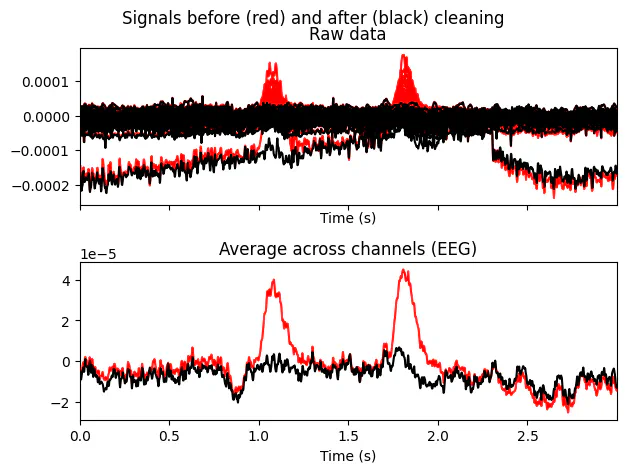 Signals before (red) and after (black) cleaning
Raw data
0.0001
0.0000
−0.0001
−0.0002
Time (s)
Average across channels (EEG)
1e−5
4
2
0
−2
0.0 0.5 1.0 1.5 2.0 2.5
Time (s)